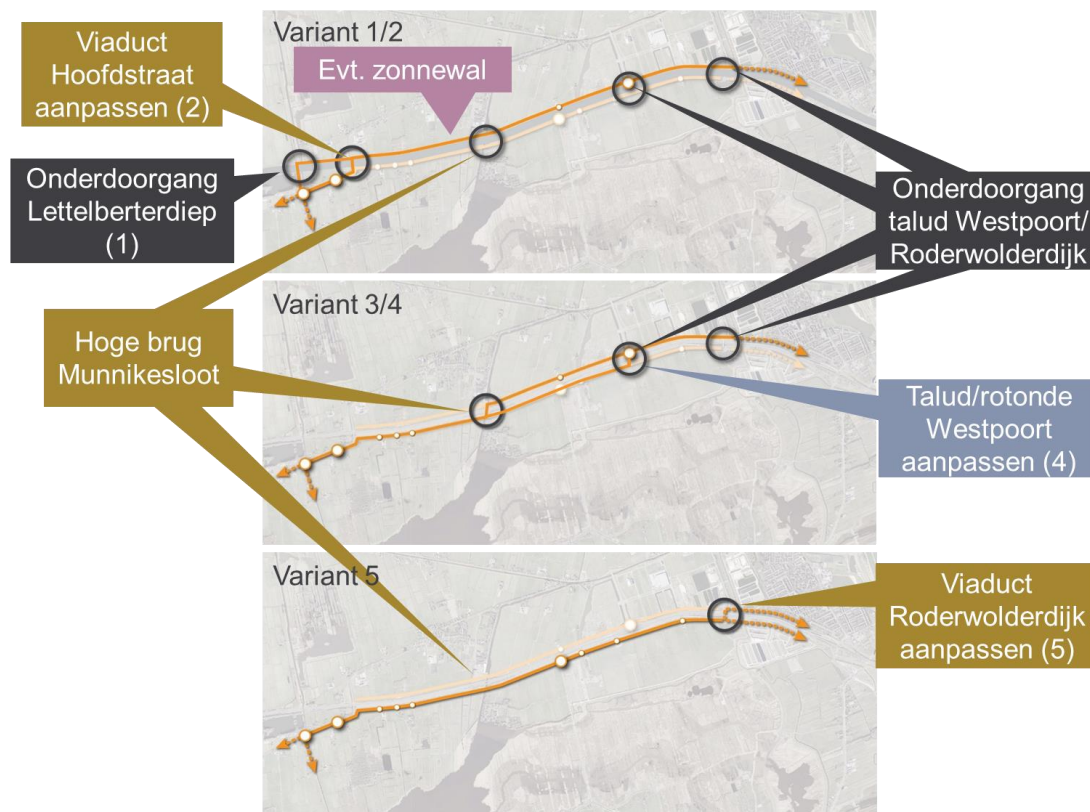 Variant 1/2
Viaduct
Hoofdstraat
aanpassen (2)
Evt. zonnewal
Onderdoorgang
Lettelberterdiep
(1)
Onderdoorgang
talud Westpoort/
Roderwolderdijk
Variant 3/4
Hoge brug
Munnikesloot
Talud/rotonde
Westpoort
aanpassen (4)
Variant 5
Viaduct
Roderwolderdijk
aanpassen (5)